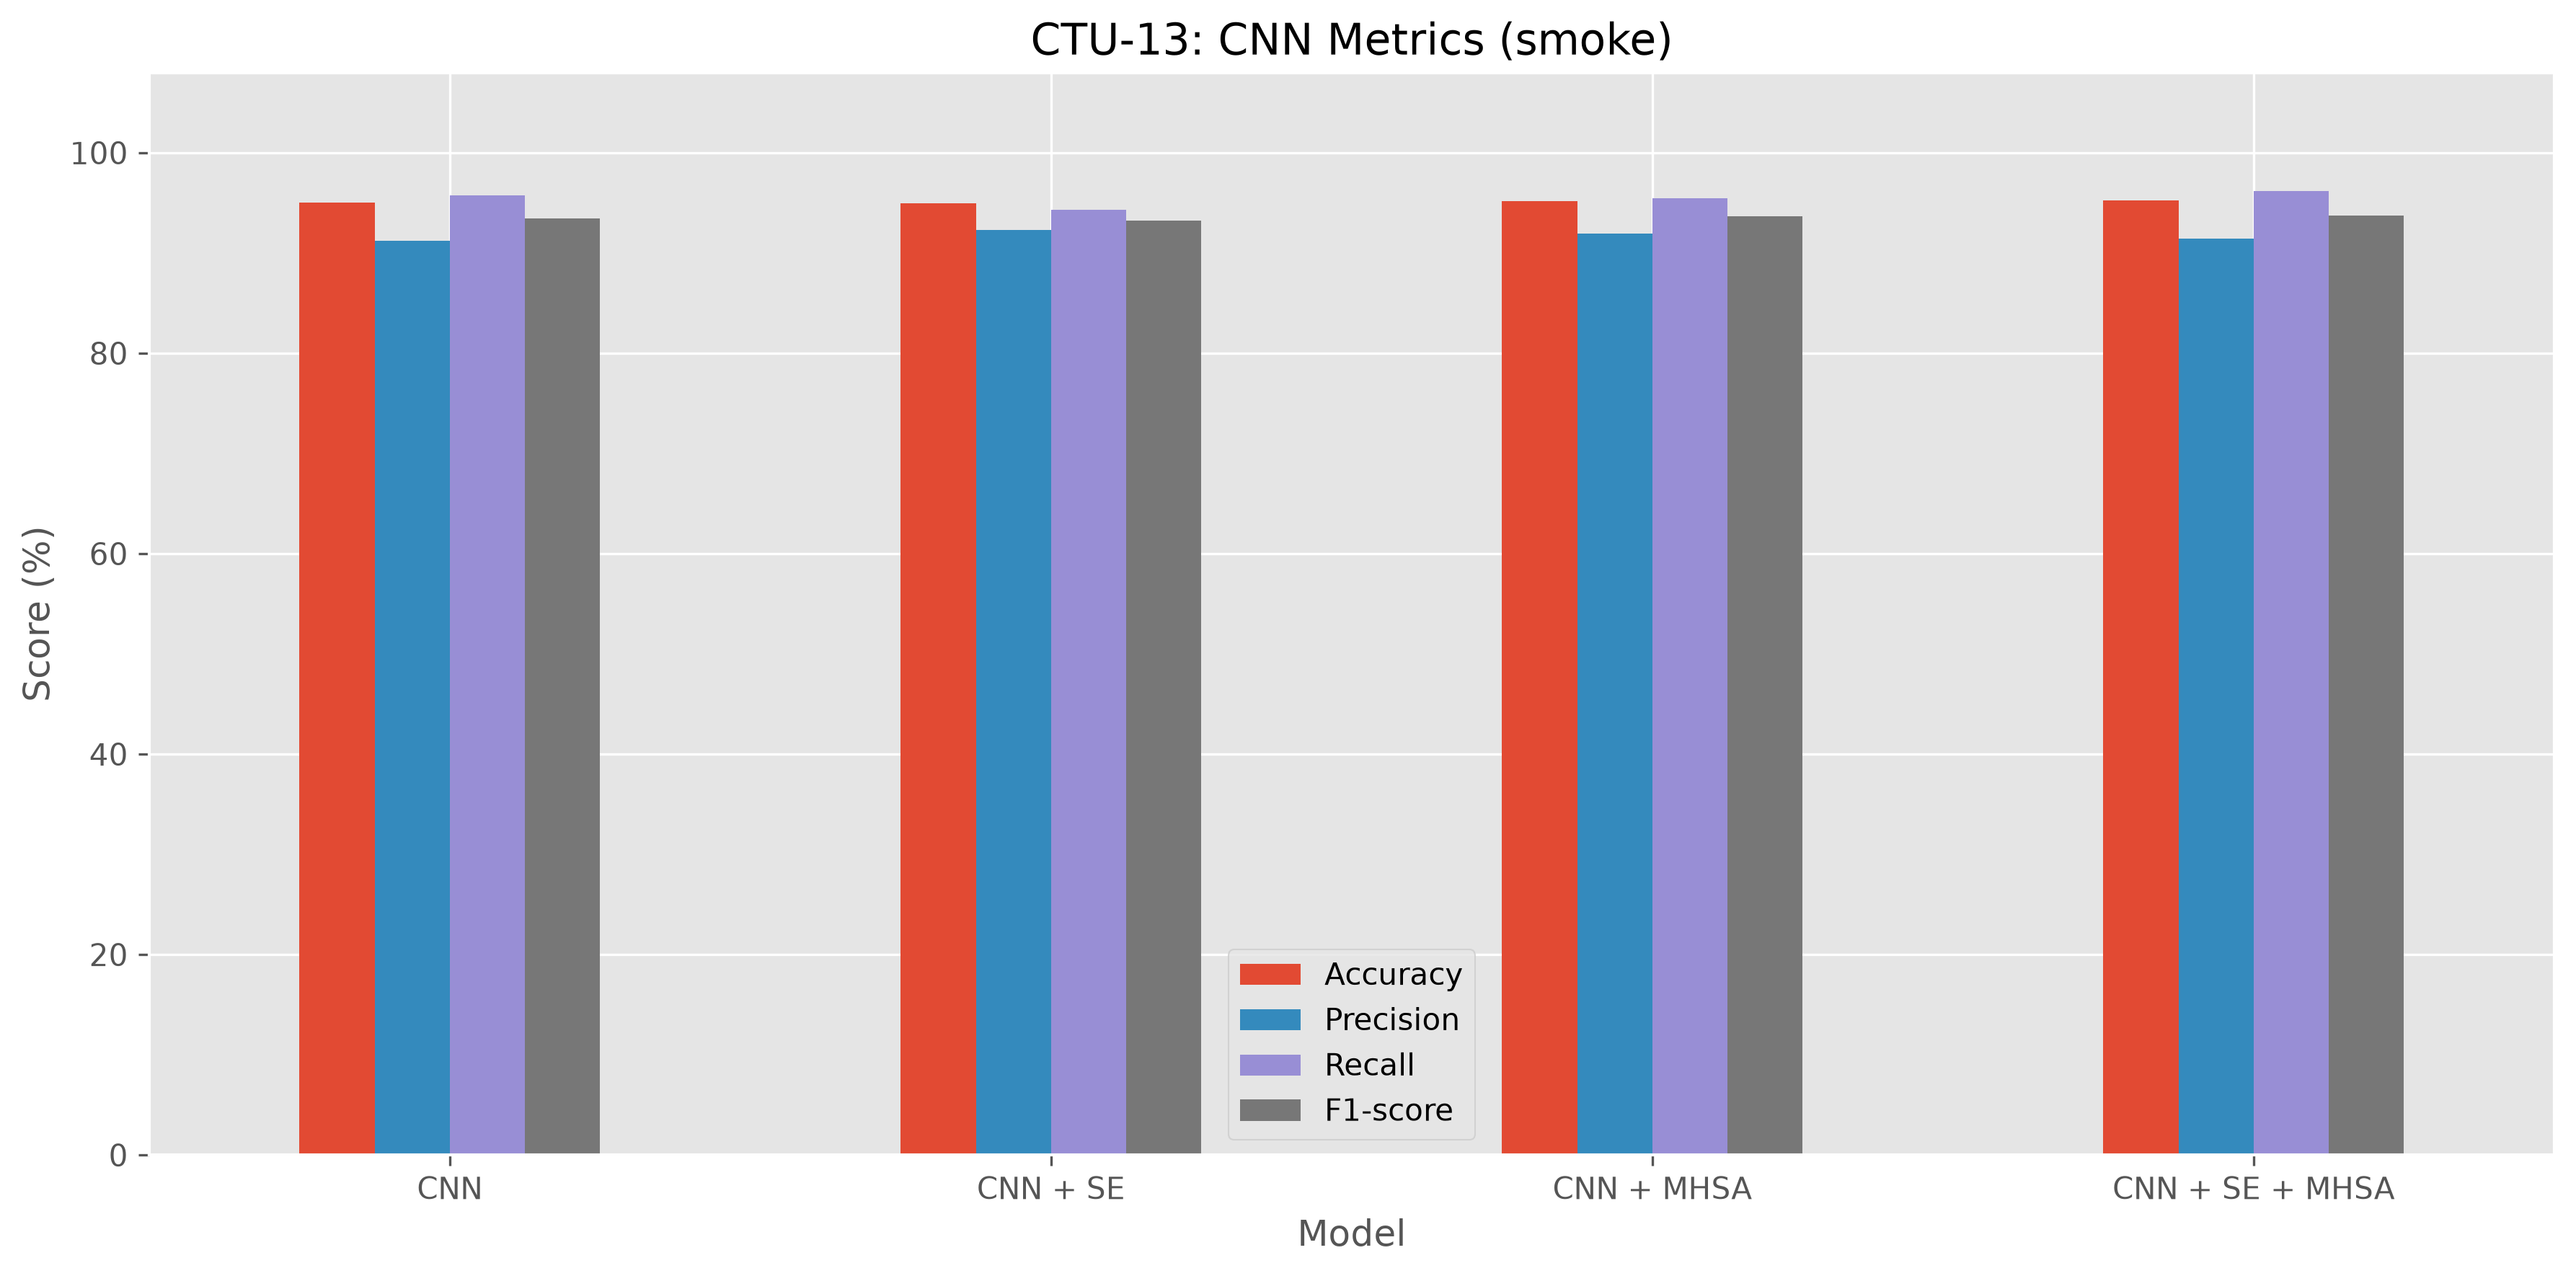 CTU-13: CNN Metrics (smoke)
100
80
60
40
20
0
Score (%)
Accuracy
Precision
Recall
F1-score
CNN
CNN + SE
CNN + MHSA
CNN + SE + MHSA
Model